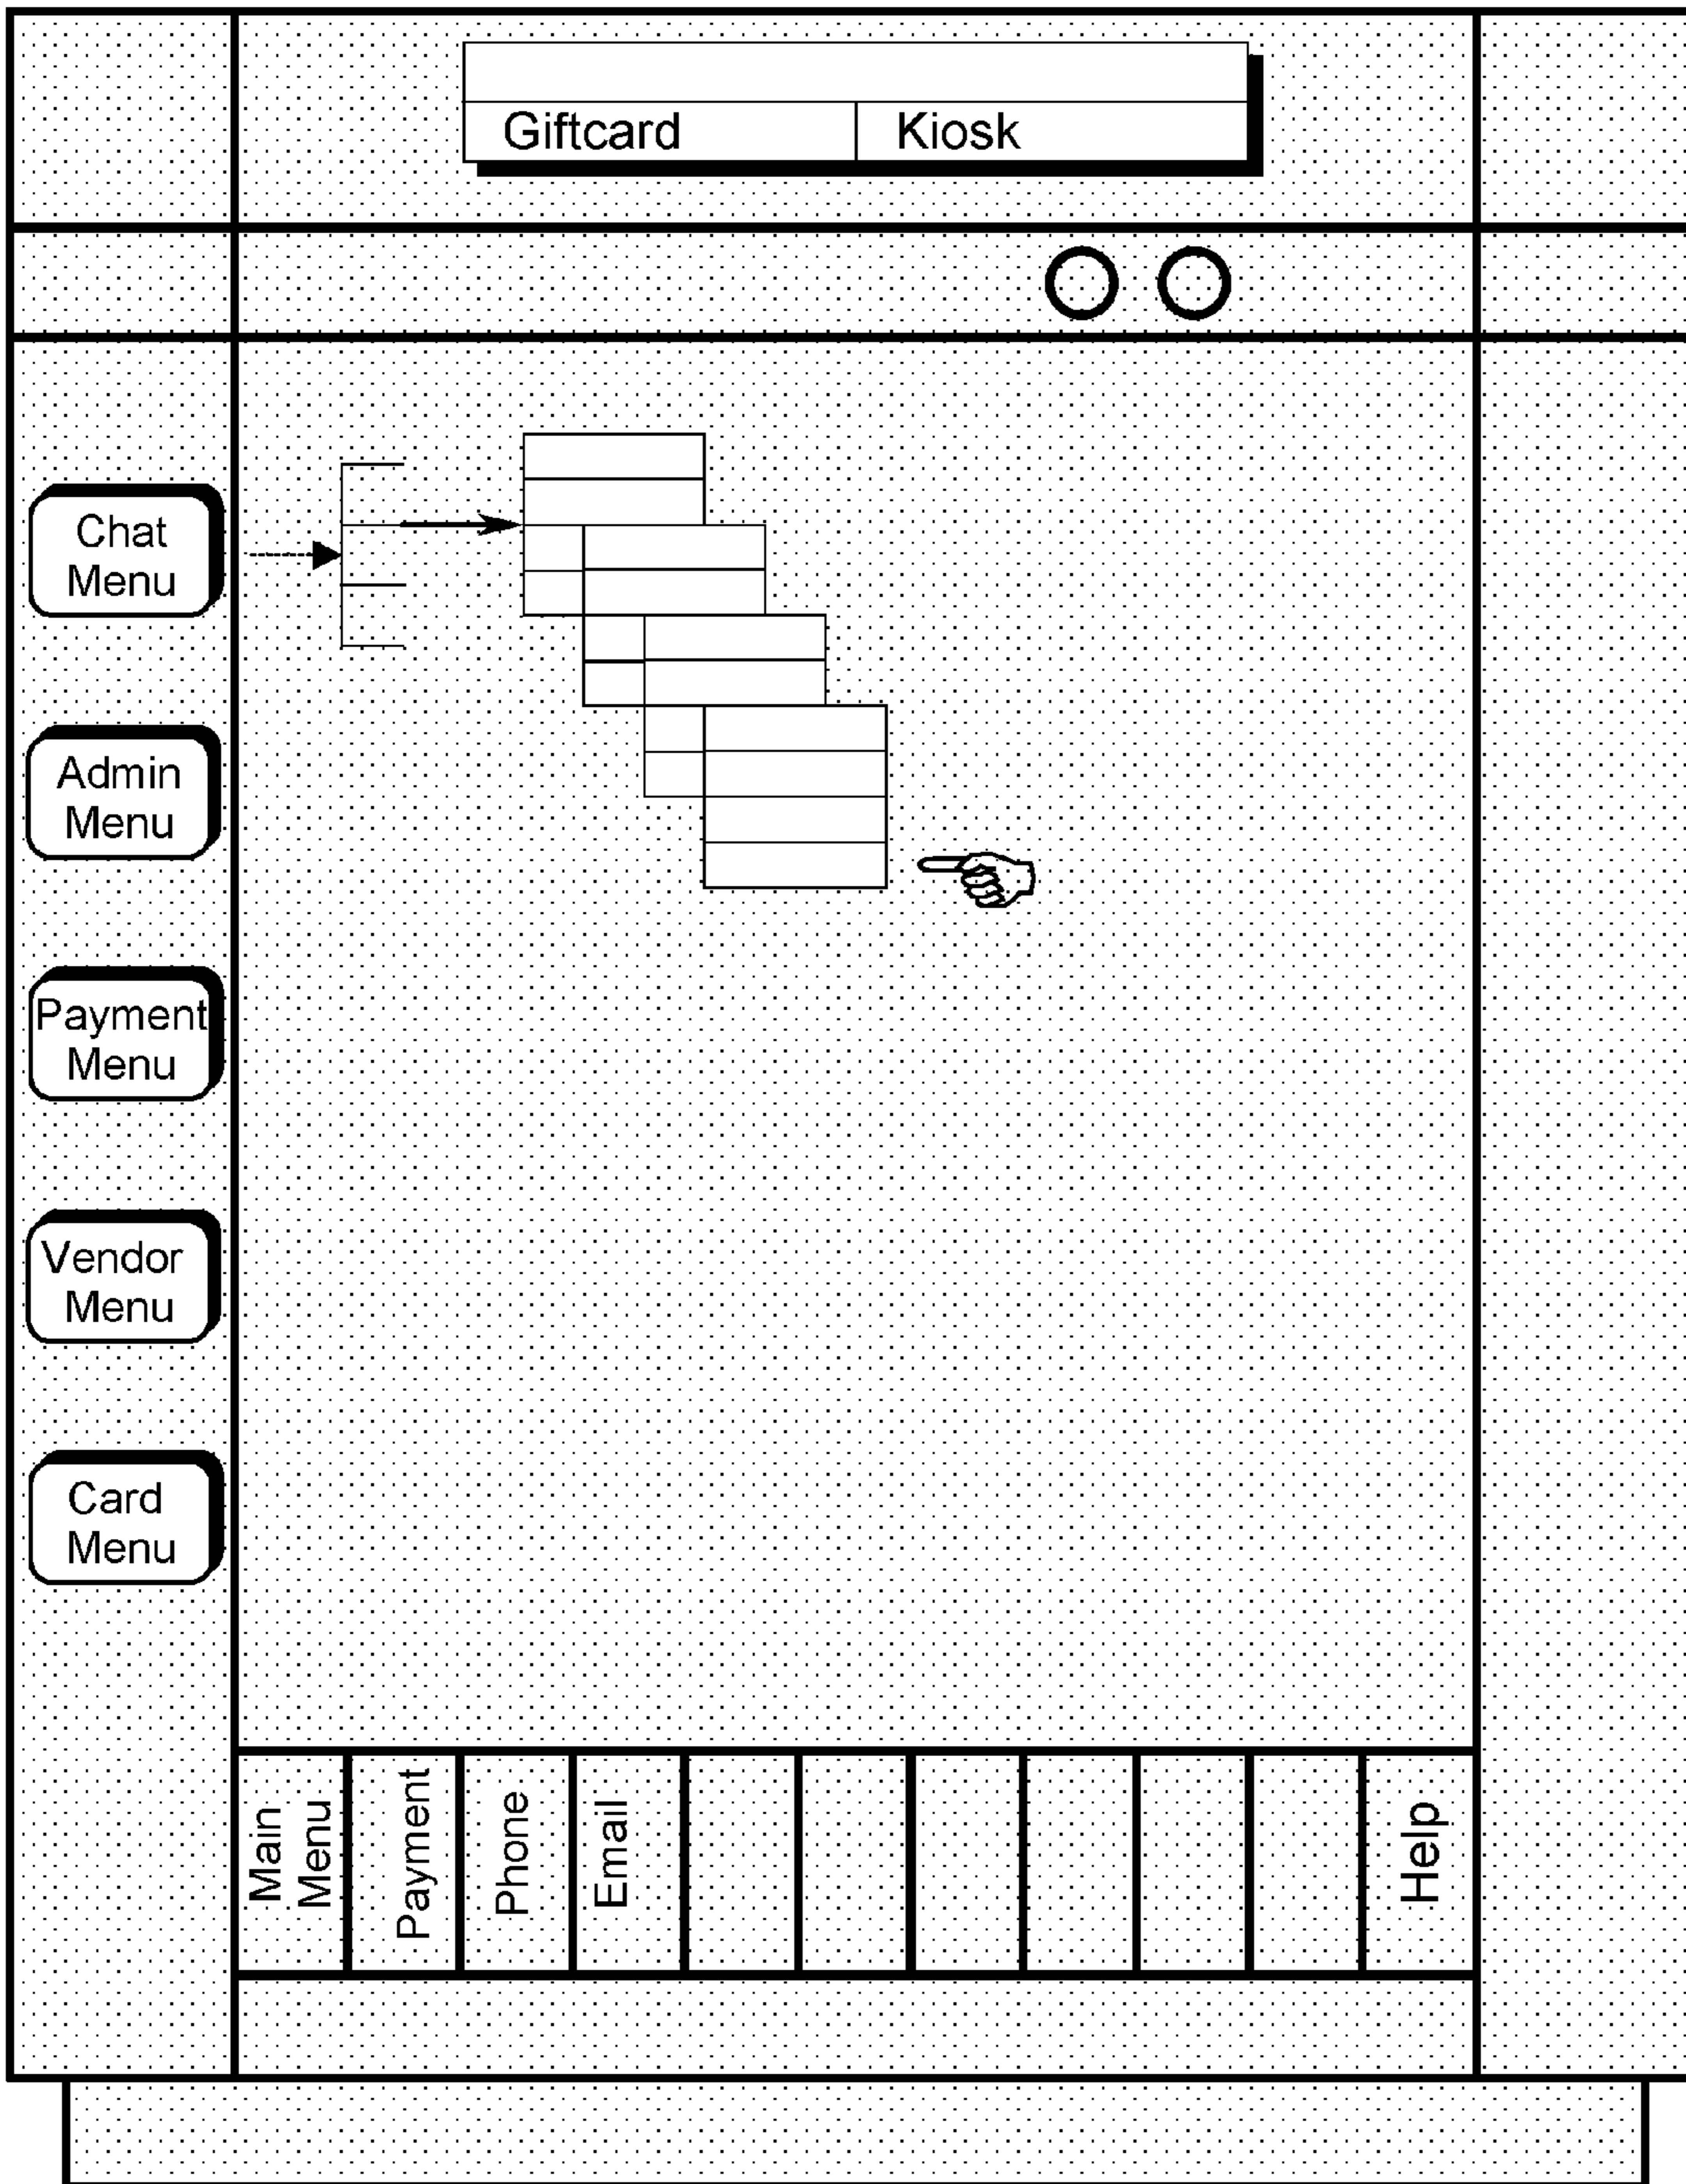 Giftcard Kiosk
Chat
Menu
Admin
Menu
Payment
Menu
Vendor
Menu
Card
Menu
Main
Menu
Payment
Phone
Email
Help